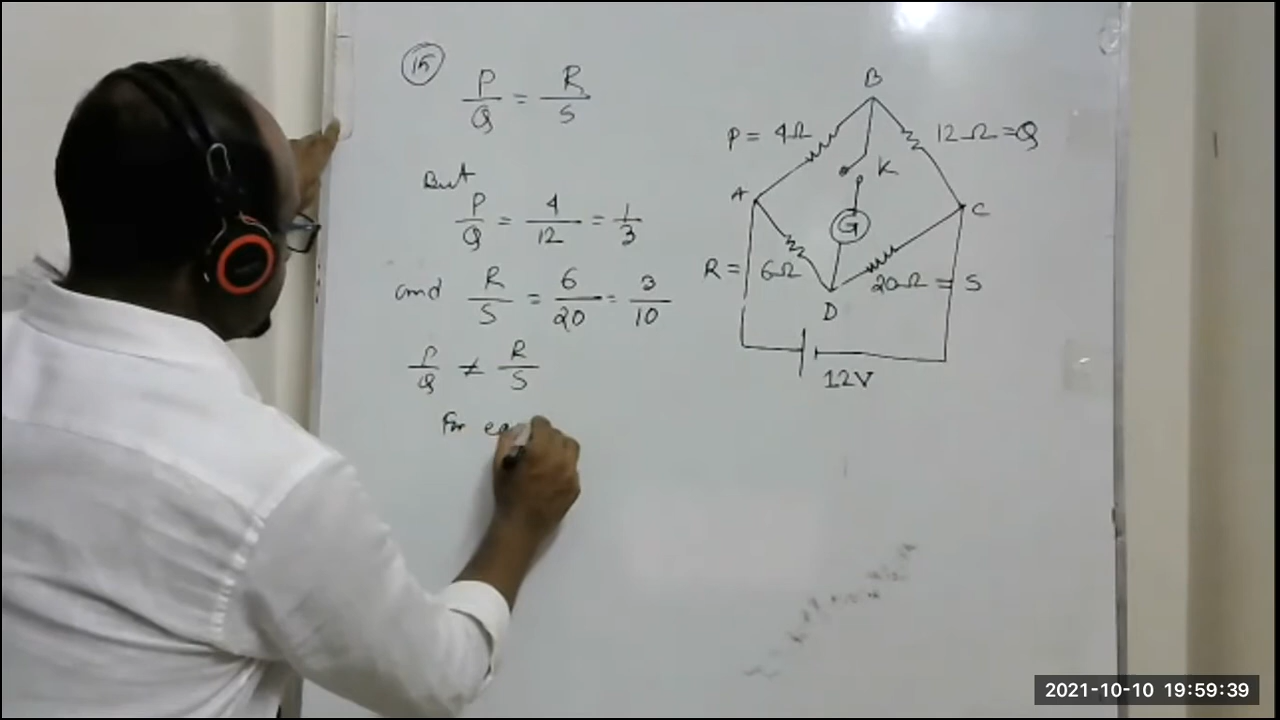 15
P/Q = R/S
But
P/Q = 4/12 = 1/3
and R/S = 6/20 = 3/10
P/Q ≠ R/S
For
B
P = 4Ω
12Ω = Q
K
A
C
G
R = 6Ω
20Ω = S
D
12V
2021-10-10 19:59:39